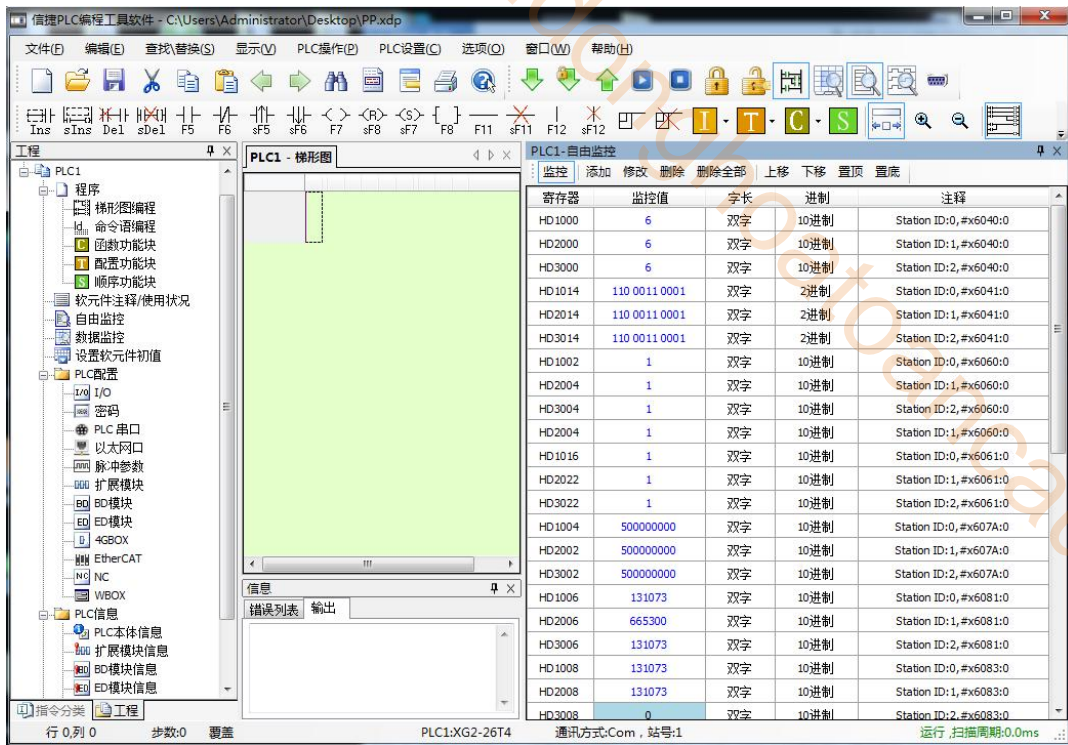 信捷PLC编程工具软件 - C:\Users\Administrator\Desktop\PP.xdp
文件(F) 编辑(E) 查找\替换(S) 显示(V) PLC操作(P) PLC设置(C) 选项(O) 窗口(W) 帮助(H)
Ins sIns Del sDel F5 F6 sF5 sF6 F7 sF8 sF7 F8 F11 sF11 F12 sF12 I T C S
工程
PLC1
程序
梯形图编程
命令语编程
函数功能块
配置功能块
顺序功能块
软元件注释/使用状况
自由监控
数据监控
设置软元件初值
PLC配置
I/O
密码
PLC 串口
以太网口
脉冲参数
扩展模块
BD模块
ED模块
4GBOX
EtherCAT
NC
WBOX
PLC信息
PLC本体信息
扩展模块信息
BD模块信息
ED模块信息
指令分类 工程
PLC1 - 梯形图
信息
错误列表 输出
PLC1-自由监控
监控 添加 修改 删除 删除全部 上移 下移 置顶 置底
寄存器 监控值 字长 进制 注释
HD1000 6 双字 10进制 Station ID:0,#x6040:0
HD2000 6 双字 10进制 Station ID:1,#x6040:0
HD3000 6 双字 10进制 Station ID:2,#x6040:0
HD1014 110 0011 0001 双字 2进制 Station ID:0,#x6041:0
HD2014 110 0011 0001 双字 2进制 Station ID:1,#x6041:0
HD3014 110 0011 0001 双字 2进制 Station ID:2,#x6041:0
HD1002 1 双字 10进制 Station ID:0,#x6060:0
HD2004 1 双字 10进制 Station ID:1,#x6060:0
HD3004 1 双字 10进制 Station ID:2,#x6060:0
HD2004 1 双字 10进制 Station ID:1,#x6060:0
HD1016 1 双字 10进制 Station ID:0,#x6061:0
HD2022 1 双字 10进制 Station ID:1,#x6061:0
HD3022 1 双字 10进制 Station ID:2,#x6061:0
HD1004 500000000 双字 10进制 Station ID:0,#x607A:0
HD2002 500000000 双字 10进制 Station ID:1,#x607A:0
HD3002 500000000 双字 10进制 Station ID:2,#x607A:0
HD1006 131073 双字 10进制 Station ID:0,#x6081:0
HD2006 665300 双字 10进制 Station ID:1,#x6081:0
HD3006 131073 双字 10进制 Station ID:2,#x6081:0
HD1008 131073 双字 10进制 Station ID:0,#x6083:0
HD2008 131073 双字 10进制 Station ID:1,#x6083:0
HD3008 0 双字 10进制 Station ID:2,#x6083:0
行 0,列 0 步数:0 覆盖 PLC1:XG2-26T4 通讯方式:Com，站号:1 运行 ,扫描周期:0.0ms